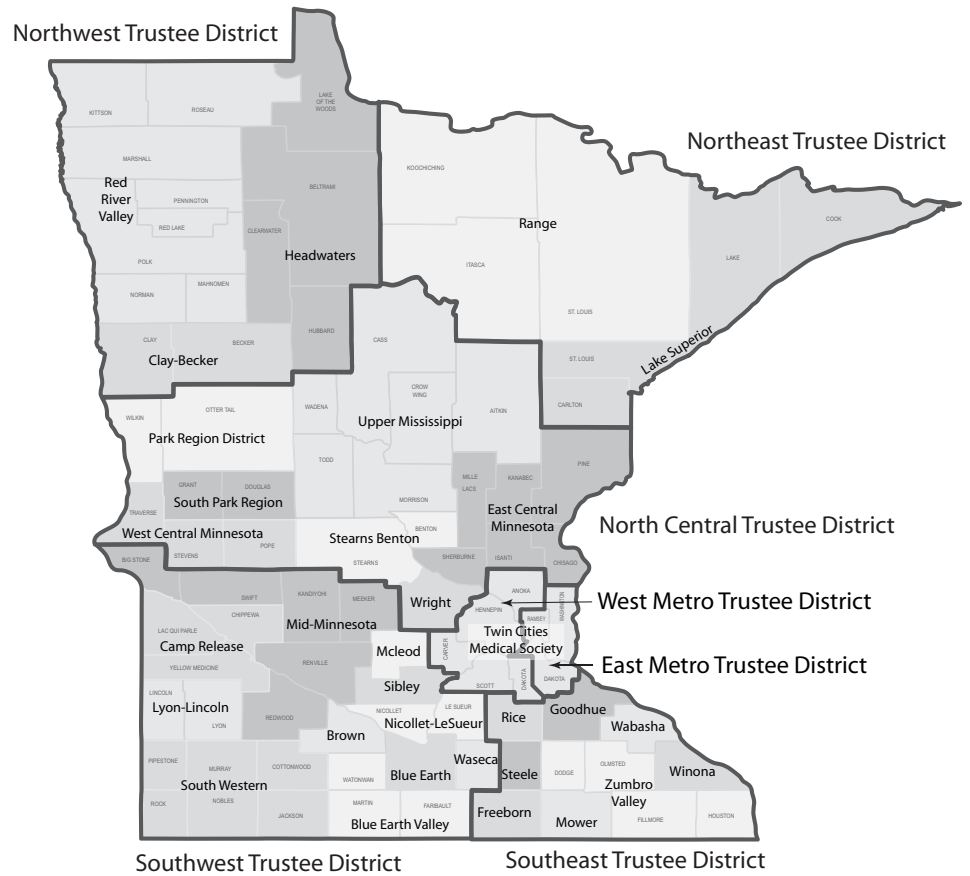 Northwest Trustee District
LAKE
OF THE
WOODS
KITTSON
ROSEAU
Northeast Trustee District
MARSHALL
KOOCHICHING
Red
River
Valley
BELTRAMI
PENNINGTON
COOK
RED LAKE
CLEARWATER
Range
Headwaters
LAKE
POLK
ITASCA
MAHNOMEN
NORMAN
ST. LOUIS
HUBBARD
CLAY
BECKER
CASS
Lake Superior
Clay-Becker
ST. LOUIS
CROW
WING
WADENA
CARLTON
OTTER TAIL
AITKIN
WILKIN
Upper Mississippi
Park Region District
TODD
PINE
MILLE
LACS
KANABEC
GRANT
DOUGLAS
South Park Region
MORRISON
East Central
Minnesota
TRAVERSE
North Central Trustee District
BENTON
West Central Minnesota
Stearns Benton
POPE
STEVENS
SHERBURNE
ISANTI
BIG STONE
STEARNS
CHISAGO
ANOKA
KANDIYOHI
MEEKER
SWIFT
Wright
WASHINGTON
West Metro Trustee District
HENNEPIN
CHIPPEWA
RAMSEY
Mid-Minnesota
LAC QUI PARLE
Twin Cities
Medical Society
Camp Release
Mcleod
CARVER
RENVILLE
YELLOW MEDICINE
East Metro Trustee District
DAKOTA
DAKOTA
SCOTT
Sibley
LINCOLN
Lyon-Lincoln
LE SUEUR
NICOLLET
Goodhue
REDWOOD
Rice
LYON
Nicollet-LeSueur
Wabasha
Brown
Waseca
PIPESTONE
COTTONWOOD
OLMSTED
MURRAY
Steele
DODGE
Winona
Blue Earth
WATONWAN
South Western
Zumbro
Valley
NOBLES
ROCK
MARTIN
FARIBAULT
Freeborn
JACKSON
HOUSTON
FILLMORE
Blue Earth Valley
Mower
Southwest Trustee District
Southeast Trustee District